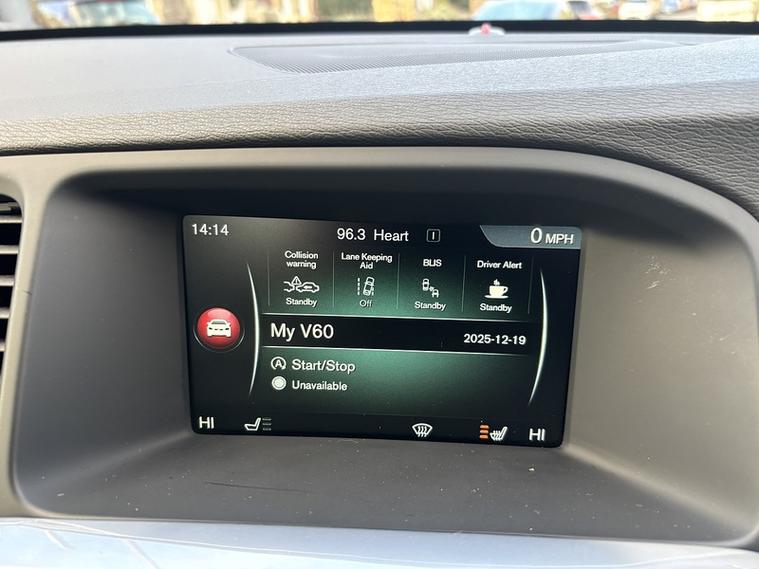 14:14
96.3 Heart I
0 MPH
Collision
warning
Standby
Lane Keeping
Aid
Off
BLIS
Standby
Driver Alert
Standby
My V60
2025-12-19
A Start/Stop
Unavailable
HI
HI